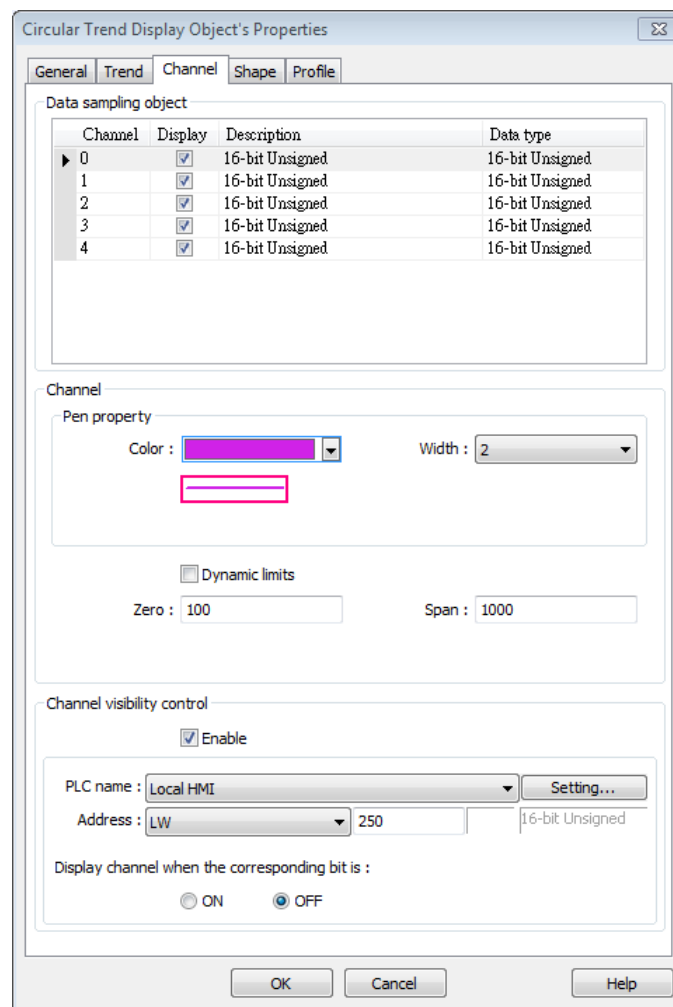 Circular Trend Display Object's Properties
General Trend Channel Shape Profile
Data sampling object
Channel Display Description Data type
0 16-bit Unsigned 16-bit Unsigned
1 16-bit Unsigned 16-bit Unsigned
2 16-bit Unsigned 16-bit Unsigned
3 16-bit Unsigned 16-bit Unsigned
4 16-bit Unsigned 16-bit Unsigned
Channel
Pen property
Color : Width : 2
Dynamic limits
Zero : 100 Span : 1000
Channel visibility control
Enable
PLC name : Local HMI Setting...
Address : LW 250 16-bit Unsigned
Display channel when the corresponding bit is :
ON OFF
OK Cancel Help